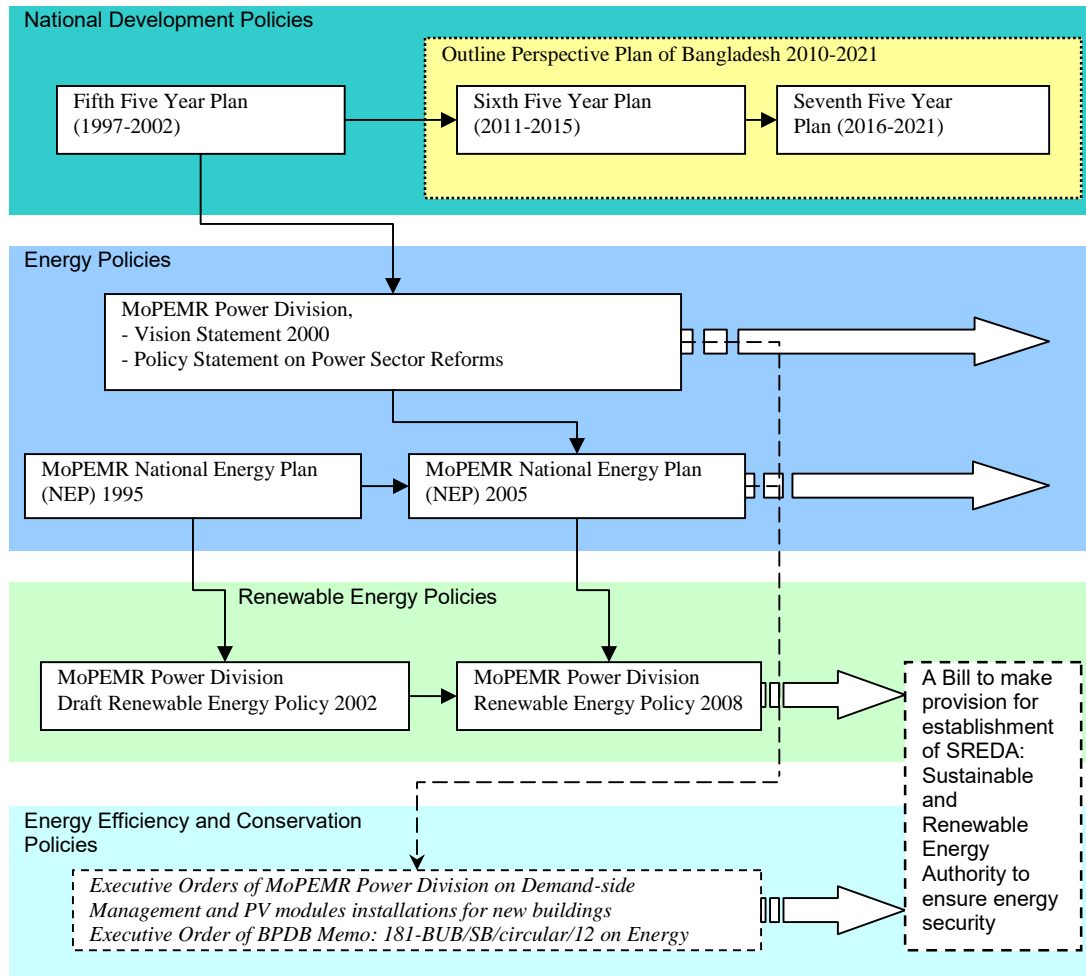 National Development Policies
Outline Perspective Plan of Bangladesh 2010-2021
Fifth Five Year Plan
(1997-2002)
Sixth Five Year Plan
(2011-2015)
Seventh Five Year
Plan (2016-2021)
Energy Policies
MoPEMR Power Division,
- Vision Statement 2000
- Policy Statement on Power Sector Reforms
MoPEMR National Energy Plan
(NEP) 1995
MoPEMR National Energy Plan
(NEP) 2005
Renewable Energy Policies
MoPEMR Power Division
Draft Renewable Energy Policy 2002
MoPEMR Power Division
Renewable Energy Policy 2008
A Bill to make
provision for
establishment
of SREDA:
Sustainable
and
Renewable
Energy
Authority to
ensure energy
security
Energy Efficiency and Conservation
Policies
Executive Orders of MoPEMR Power Division on Demand-side
Management and PV modules installations for new buildings
Executive Order of BPDB Memo: 181-BUB/SB/circular/12 on Energy